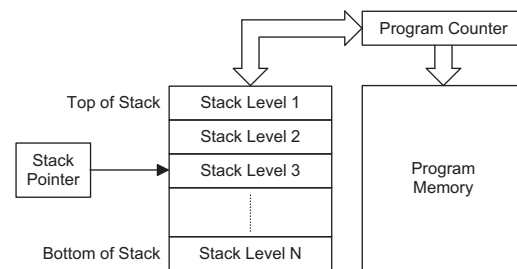 Program Counter
Top of Stack
Stack Level 1
Stack Level 2
Stack
Pointer
Stack Level 3
Program
Memory
Bottom of Stack
Stack Level N